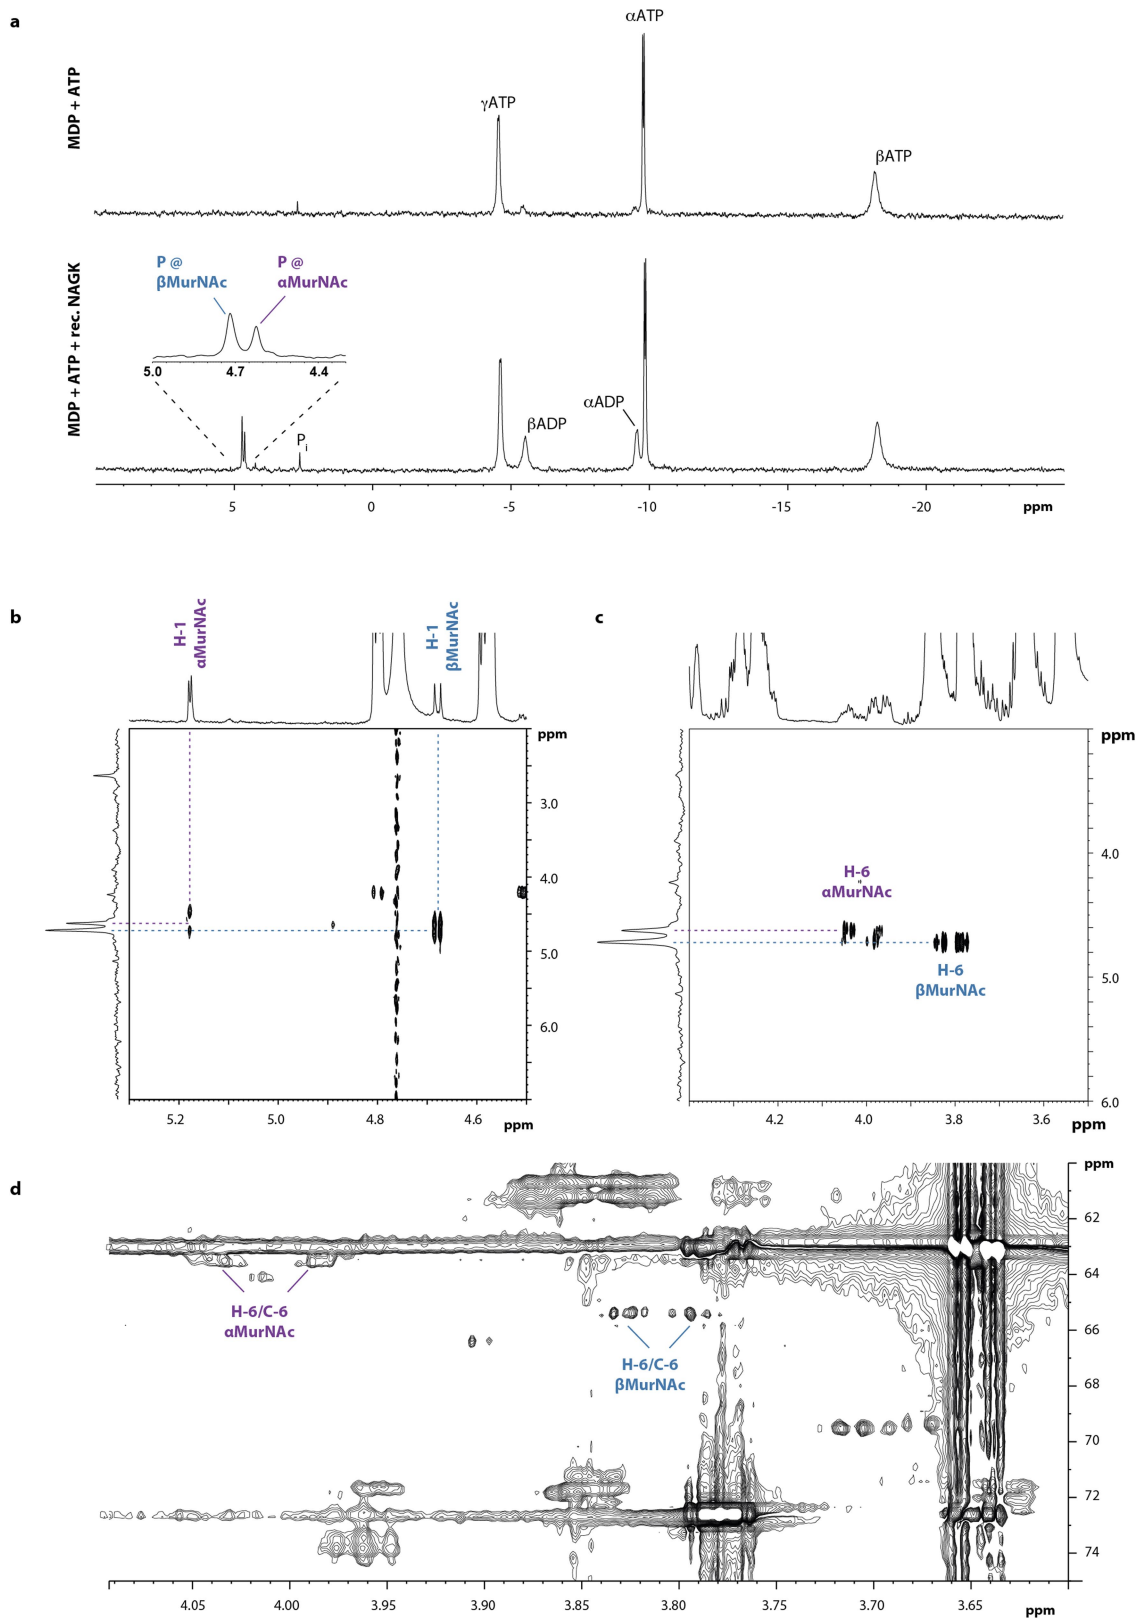 a
MDP + ATP
γATP
αATP
βATP
MDP + ATP + rec. NAGK
P @
βMurNAc
P @
αMurNAc
5.0 4.7 4.4
Pi
βADP
αADP
5 0 -5 -10 -15 -20 ppm
b
H-1
αMurNAc
H-1
βMurNAc
ppm
3.0
4.0
5.0
6.0
5.2 5.0 4.8 4.6 ppm
c
ppm
H-6
αMurNAc
4.0
H-6
βMurNAc
5.0
6.0
4.2 4.0 3.8 3.6 ppm
d
ppm
62
64
H-6/C-6
αMurNAc
66
H-6/C-6
βMurNAc
68
70
72
74
4.05 4.00 3.95 3.90 3.85 3.80 3.75 3.70 3.65 ppm